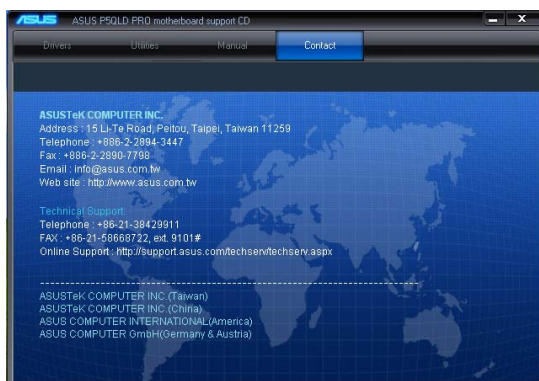 ASUS ASUS P5QLD PRO motherboard support CD
Drivers Utilities Manual Contact
ASUSTeK COMPUTER INC.
Address : 15 Li-Te Road, Peitou, Taipei, Taiwan 11259
Telephone : +886-2-2894-3447
Fax : +886-2-2890-7798
Email : info@asus.com.tw
Web site : http://www.asus.com.tw
Technical Support:
Telephone : +86-21-38429911
FAX : +86-21-58668722, ext. 9101#
Online Support : http://support.asus.com/techserv/techserv.aspx
ASUSTeK COMPUTER INC.(Taiwan)
ASUSTeK COMPUTER INC.(China)
ASUS COMPUTER INTERNATIONAL(America)
ASUS COMPUTER GmbH(Germany & Austria)